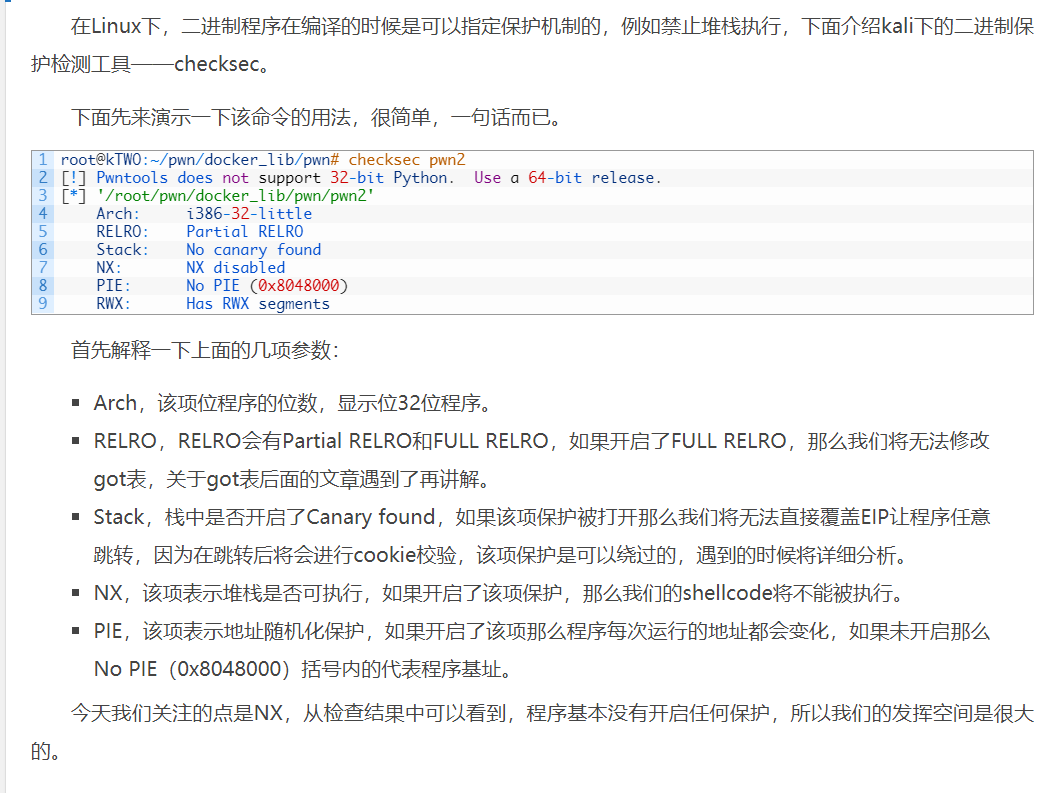 在Linux下，二进制程序在编译的时候是可以指定保护机制的，例如禁止堆栈执行，下面介绍kali下的二进制保
护检测工具——checksec。
下面先来演示一下该命令的用法，很简单，一句话而已。
1 root@kTWO:~/pwn/docker_lib/pwn# checksec pwn2
2 [!] Pwntools does not support 32-bit Python.  Use a 64-bit release.
3 [*] '/root/pwn/docker_lib/pwn/pwn2'
4     Arch:     i386-32-little
5     RELRO:    Partial RELRO
6     Stack:    No canary found
7     NX:       NX disabled
8     PIE:      No PIE (0x8048000)
9     RWX:      Has RWX segments
首先解释一下上面的几项参数：
▪ Arch，该项位程序的位数，显示位32位程序。
▪ RELRO，RELRO会有Partial RELRO和FULL RELRO，如果开启了FULL RELRO，那么我们将无法修改
got表，关于got表后面的文章遇到了再讲解。
▪ Stack，栈中是否开启了Canary found，如果该项保护被打开那么我们将无法直接覆盖EIP让程序任意
跳转，因为在跳转后将会进行cookie校验，该项保护是可以绕过的，遇到的时候将详细分析。
▪ NX，该项表示堆栈是否可执行，如果开启了该项保护，那么我们的shellcode将不能被执行。
▪ PIE，该项表示地址随机化保护，如果开启了该项那么程序每次运行的地址都会变化，如果未开启那么
No PIE（0x8048000）括号内的代表程序基址。
今天我们关注的点是NX，从检查结果中可以看到，程序基本没有开启任何保护，所以我们的发挥空间是很大
的。